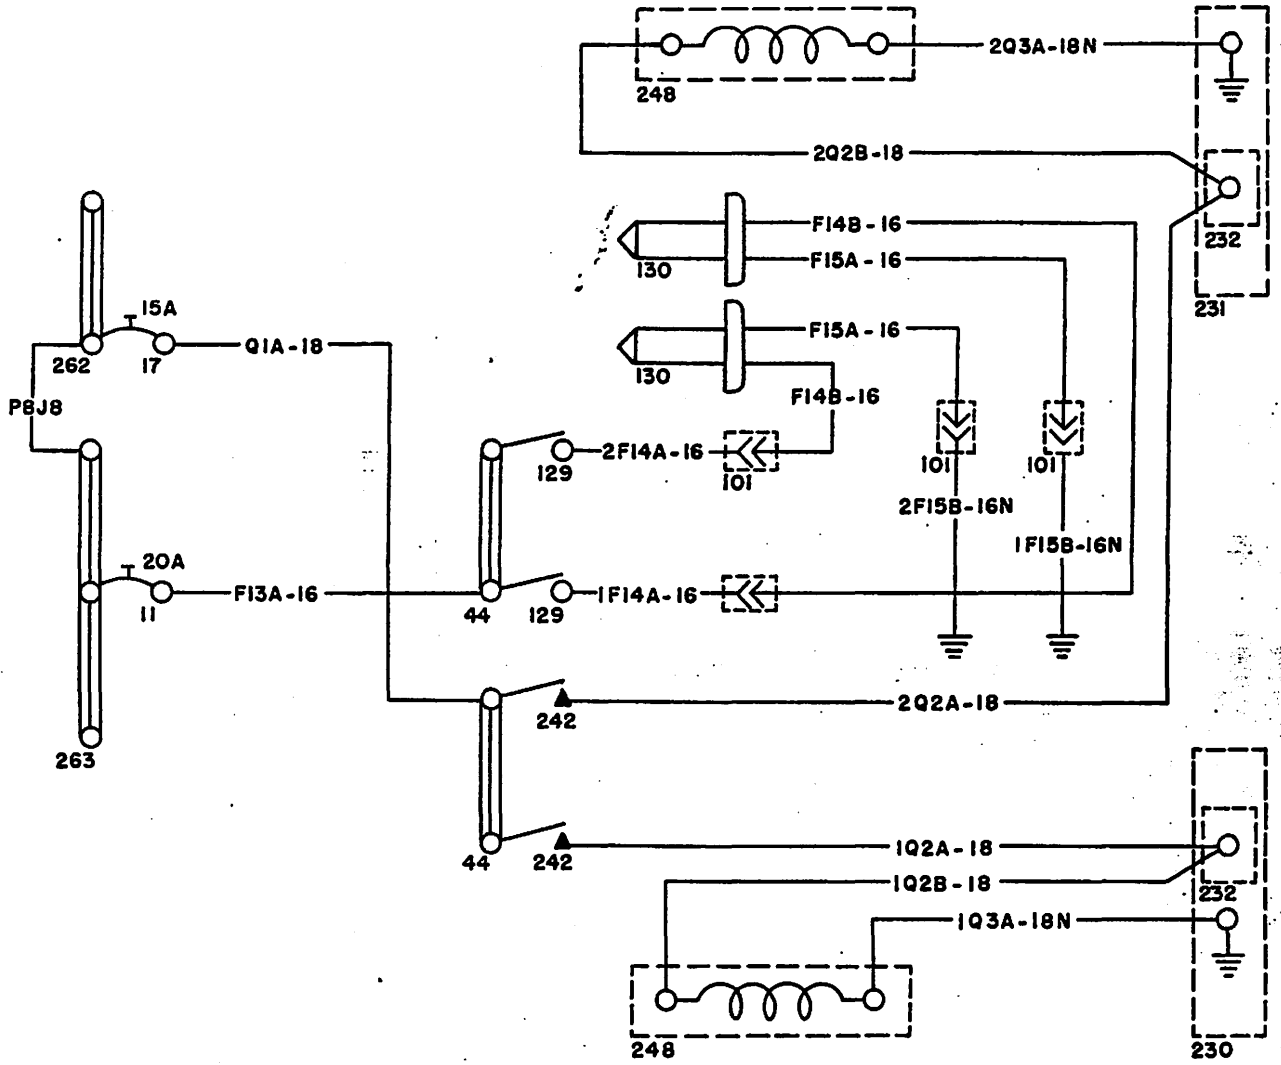 2Q3A-18N
248
2Q2B-18
F14B-16
232
F15A-16
130
15A
231
F15A-16
262
17
Q1A-18
130
F14B-16
P8J8
2F14A-16
129
101
101
101
2F15B-16N
1F15B-16N
20A
F13A-16
1F14A-16
11
44
129
2Q2A-18
242
263
1Q2A-18
44
242
1Q2B-18
232
1Q3A-18N
248
230